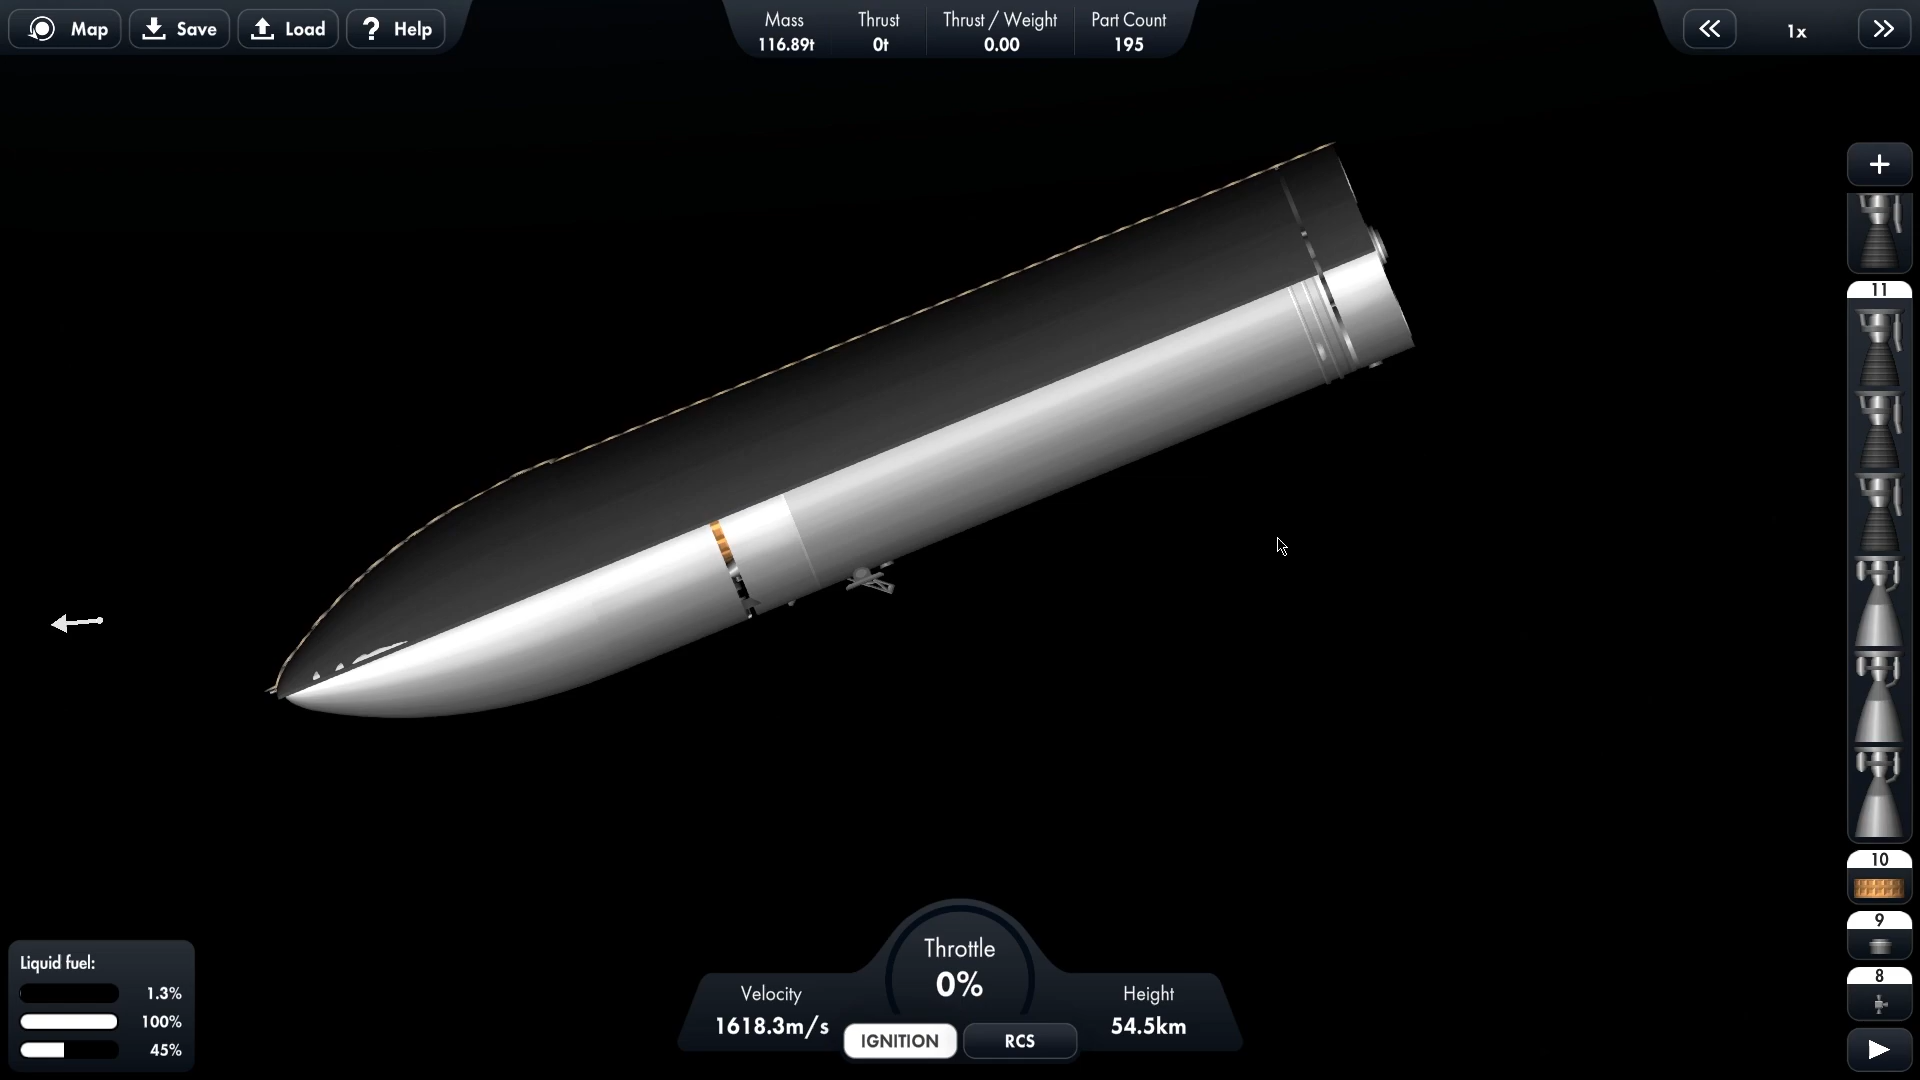 Map
Save
Load
Help
Mass
116.89t
Thrust
0t
Thrust / Weight
0.00
Part Count
195
1x
11
10
9
8
Liquid fuel:
1.3%
100%
45%
Throttle
0%
Velocity
1618.3m/s
Height
54.5km
IGNITION
RCS